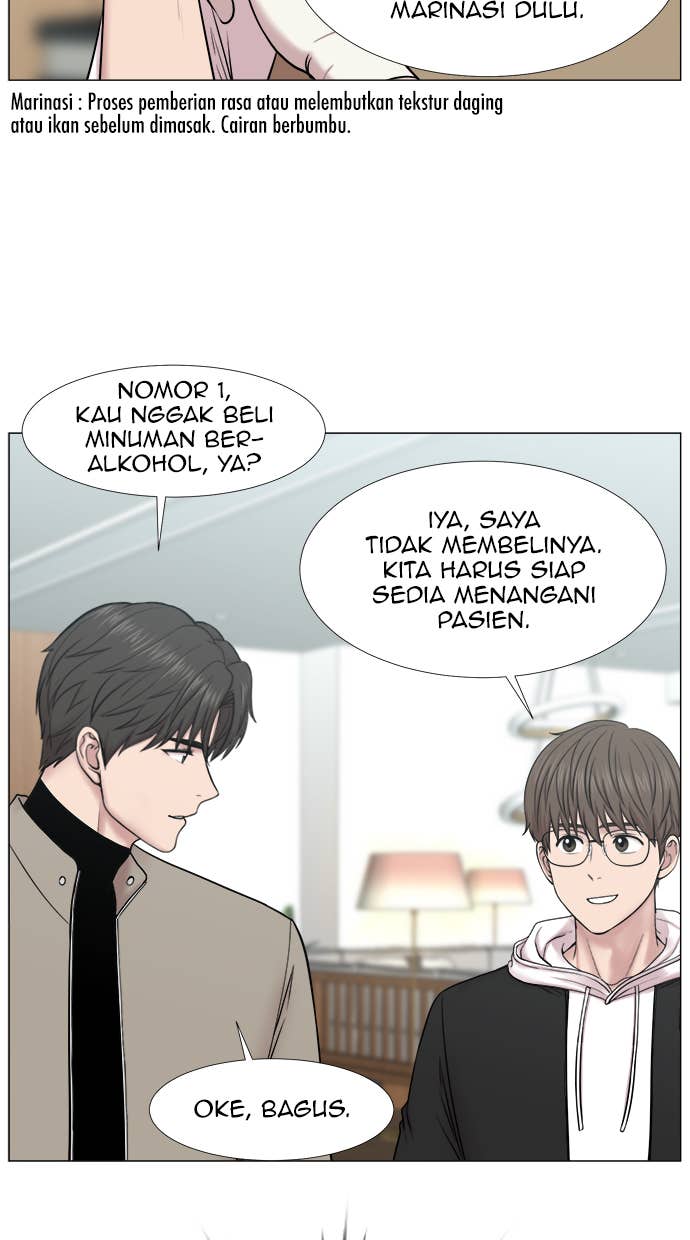 MARINASI DULU.
Marinasi : Proses pemberian rasa atau melembutkan tekstur daging
atau ikan sebelum dimasak. Cairan berbumbu.
NOMOR 1,
KAU NGGAK BELI
MINUMAN BER-
ALKOHOL, YA?
IYA, SAYA
TIDAK MEMBELINYA.
KITA HARUS SIAP
SEDIA MENANGANI
PASIEN.
OKE, BAGUS.